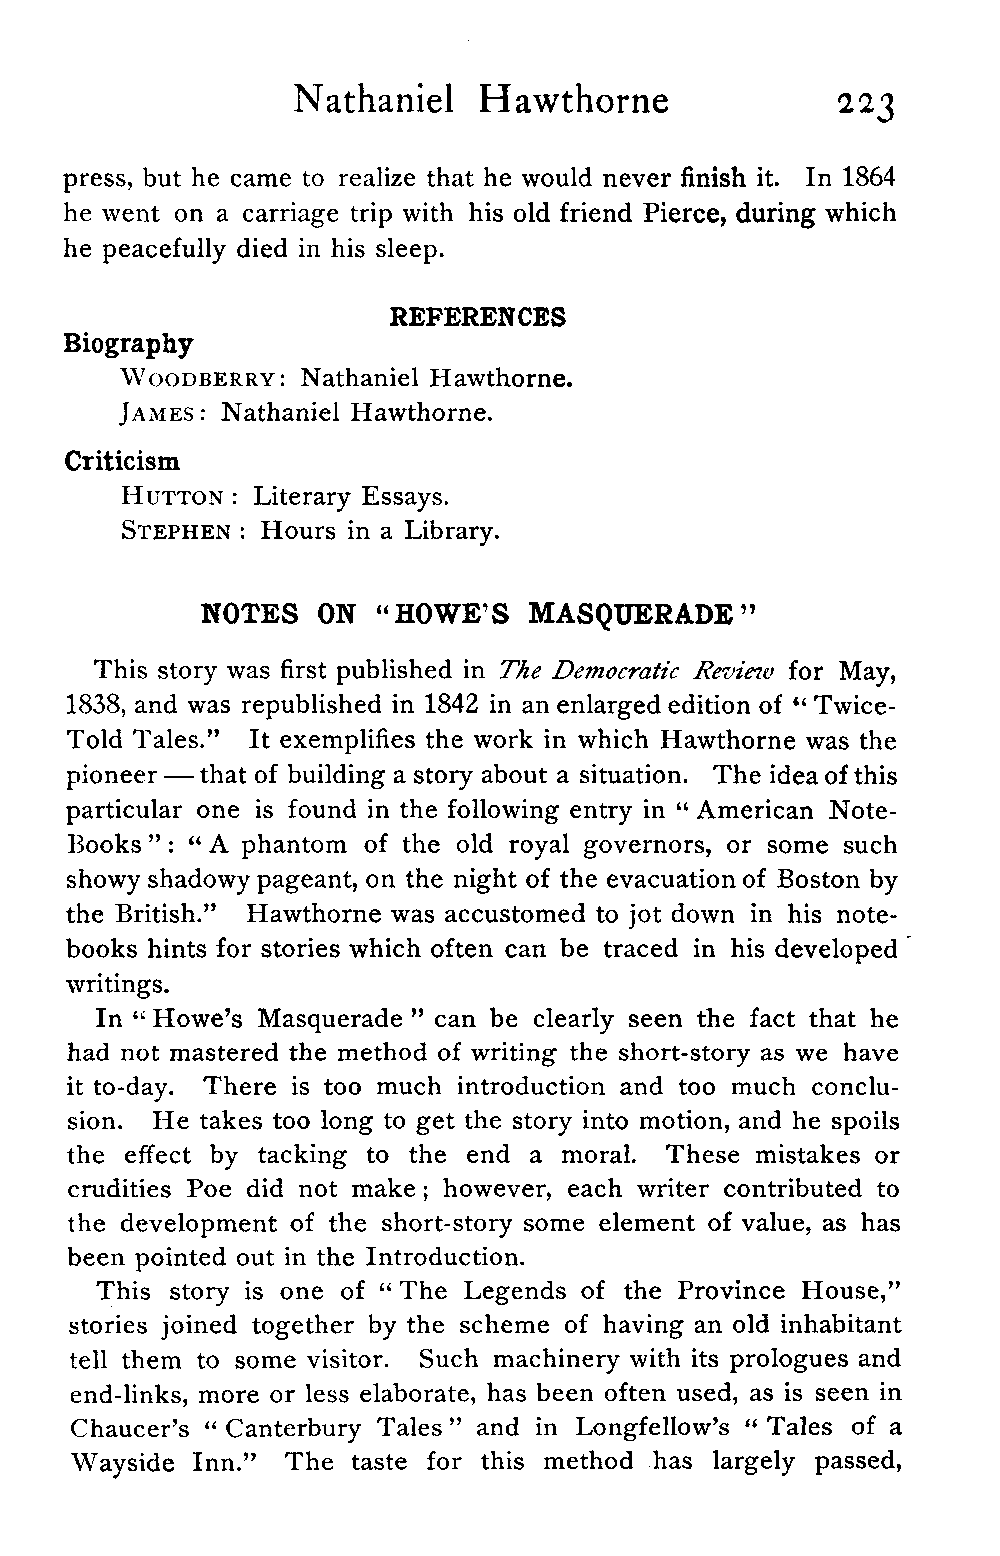 Nathaniel Hawthorne 223
press, but he came to realize that he would never finish it. In 1864
he went on a carriage trip with his old friend Pierce, during which
he peacefully died in his sleep.
REFERENCES
Biography
WOODBERRY: Nathaniel Hawthorne.
JAMES: Nathaniel Hawthorne.
Criticism
HUTTON : Literary Essays.
STEPHEN : Hours in a Library.
NOTES ON “HOWE'S MASQUERADE”
This story was first published in The Democratic Review for May,
1838, and was republished in 1842 in an enlarged edition of “Twice-
Told Tales.” It exemplifies the work in which Hawthorne was the
pioneer — that of building a story about a situation. The idea of this
particular one is found in the following entry in “American Note-
Books”: “A phantom of the old royal governors, or some such
showy shadowy pageant, on the night of the evacuation of Boston by
the British.” Hawthorne was accustomed to jot down in his note-
books hints for stories which often can be traced in his developed
writings.
In “Howe's Masquerade” can be clearly seen the fact that he
had not mastered the method of writing the short-story as we have
it to-day. There is too much introduction and too much conclu-
sion. He takes too long to get the story into motion, and he spoils
the effect by tacking to the end a moral. These mistakes or
crudities Poe did not make; however, each writer contributed to
the development of the short-story some element of value, as has
been pointed out in the Introduction.
This story is one of “The Legends of the Province House,”
stories joined together by the scheme of having an old inhabitant
tell them to some visitor. Such machinery with its prologues and
end-links, more or less elaborate, has been often used, as is seen in
Chaucer's “Canterbury Tales” and in Longfellow's “Tales of a
Wayside Inn.” The taste for this method has largely passed,